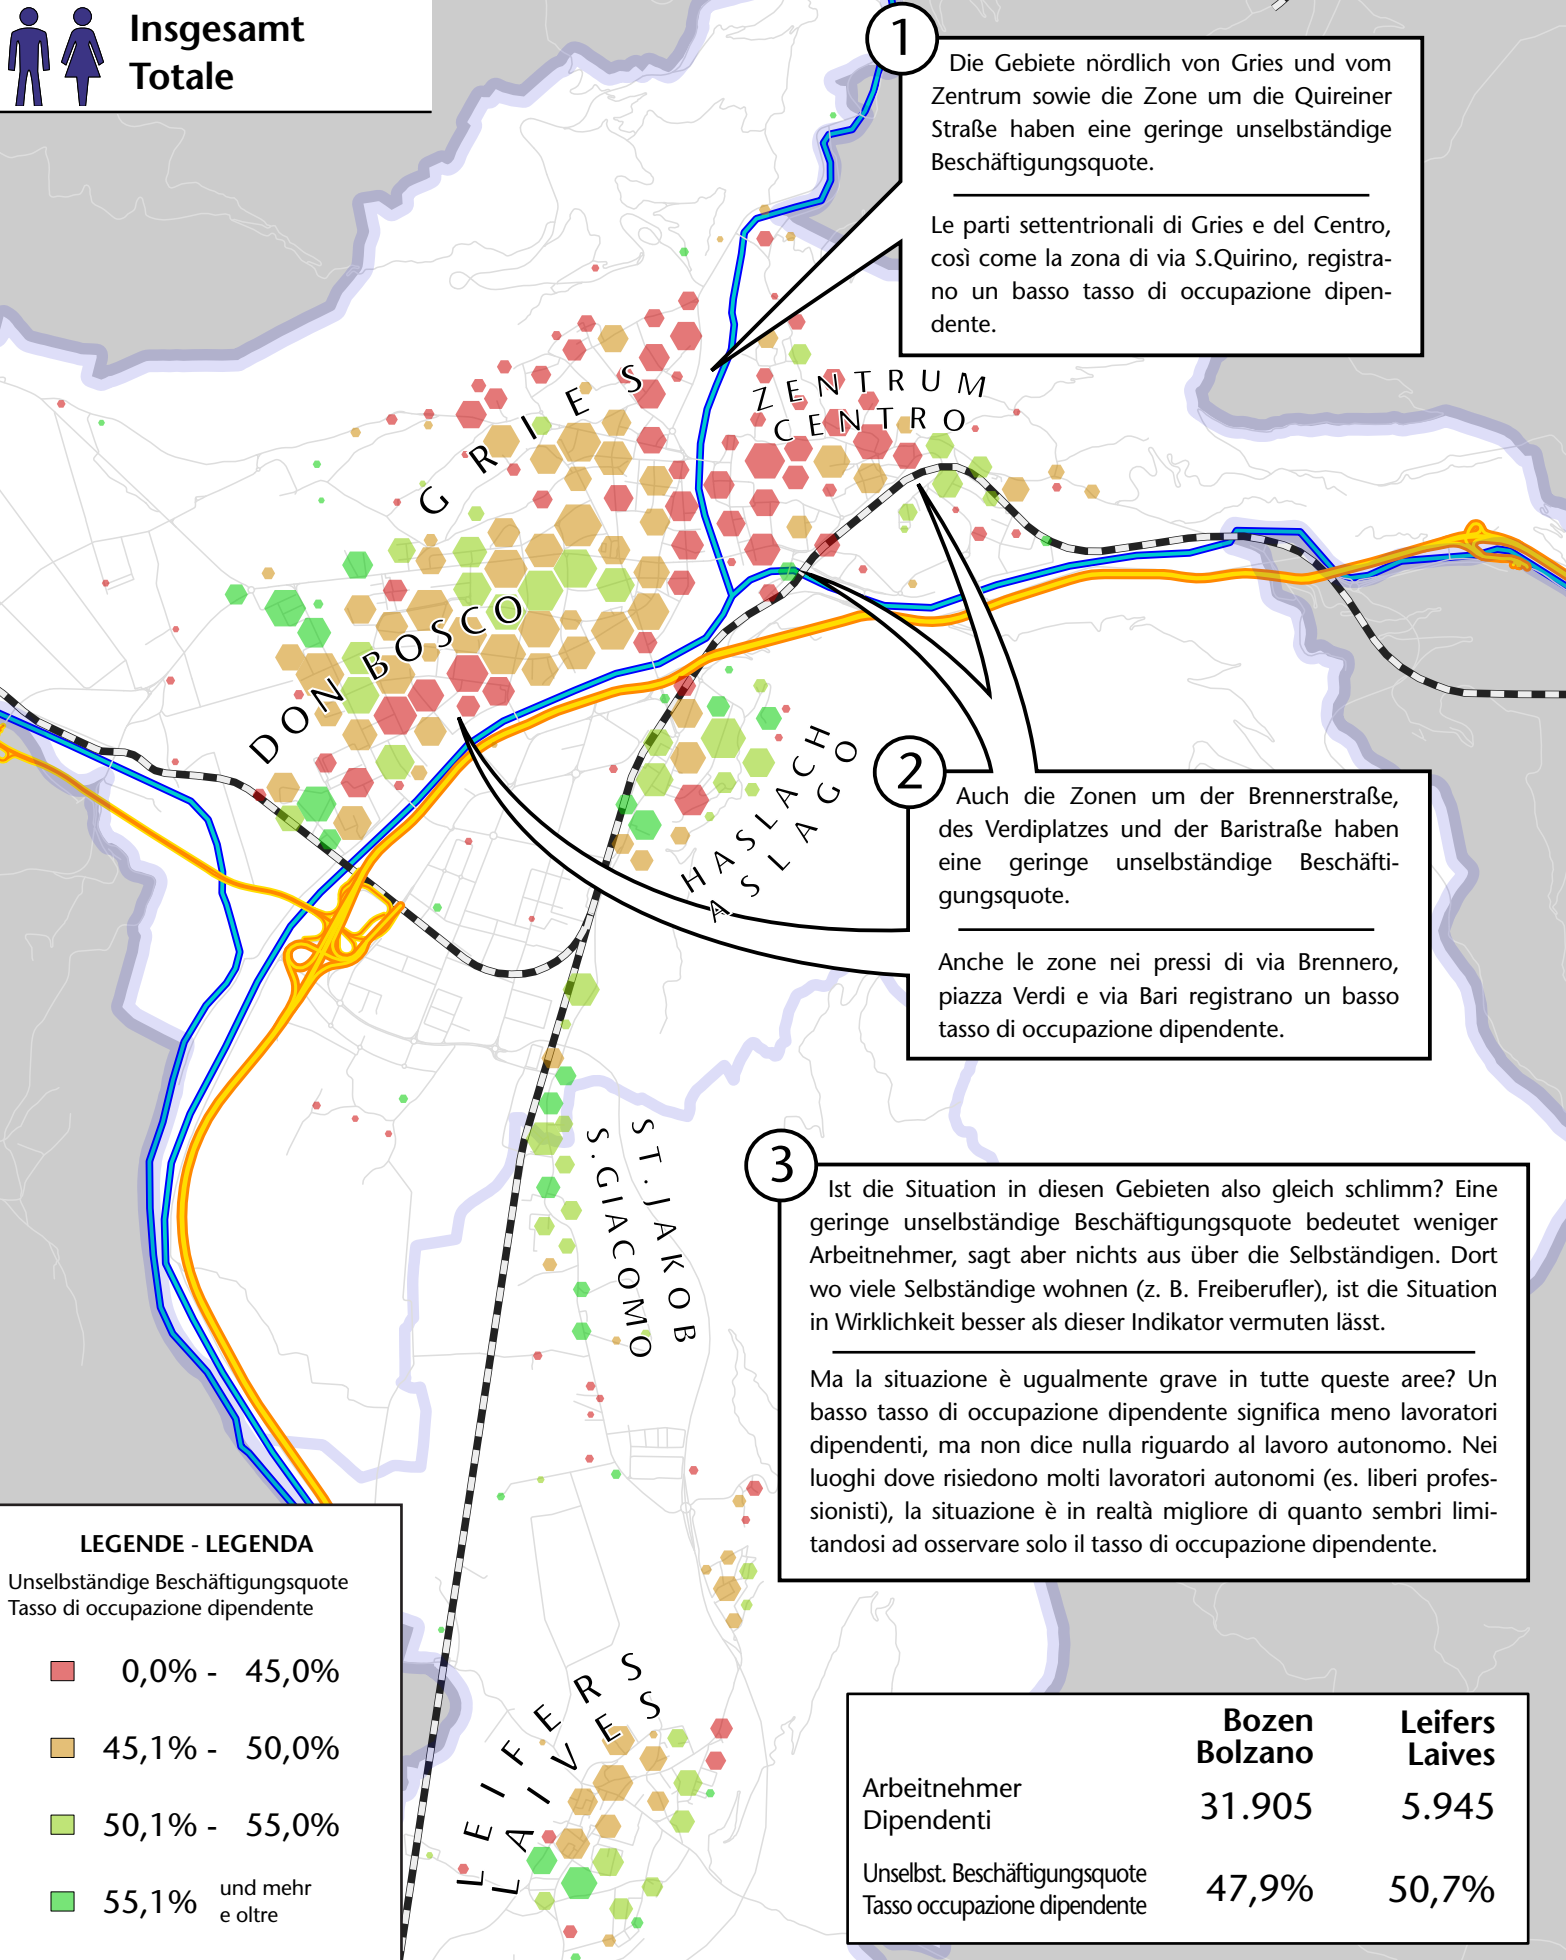 Insgesamt
Totale
1
Die Gebiete nördlich von Gries und vom
Zentrum sowie die Zone um die Quireiner
Straße haben eine geringe unselbständige
Beschäftigungsquote.
Le parti settentrionali di Gries e del Centro,
così come la zona di via S.Quirino, registra-
no un basso tasso di occupazione dipen-
dente.
GRIES
ZENTRUM
CENTRO
DON BOSCO
HASLACH
ASLAGO
2
Auch die Zonen um der Brennerstraße,
des Verdiplatzes und der Baristraße haben
eine geringe unselbständige Beschäfti-
gungsquote.
Anche le zone nei pressi di via Brennero,
piazza Verdi e via Bari registrano un basso
tasso di occupazione dipendente.
ST.JAKOB
S.GIACOMO
3
Ist die Situation in diesen Gebieten also gleich schlimm? Eine
geringe unselbständige Beschäftigungsquote bedeutet weniger
Arbeitnehmer, sagt aber nichts aus über die Selbständigen. Dort
wo viele Selbständige wohnen (z. B. Freiberufler), ist die Situation
in Wirklichkeit besser als dieser Indikator vermuten lässt.
Ma la situazione è ugualmente grave in tutte queste aree? Un
basso tasso di occupazione dipendente significa meno lavoratori
dipendenti, ma non dice nulla riguardo al lavoro autonomo. Nei
luoghi dove risiedono molti lavoratori autonomi (es. liberi profes-
sionisti), la situazione è in realtà migliore di quanto sembri limi-
tandosi ad osservare solo il tasso di occupazione dipendente.
LEIFERS
LAIVES
LEGENDE - LEGENDA
Unselbständige Beschäftigungsquote
Tasso di occupazione dipendente
0,0% - 45,0%
45,1% - 50,0%
50,1% - 55,0%
55,1% und mehr
e oltre
Bozen Leifers
Bolzano Laives
Arbeitnehmer
Dipendenti 31.905 5.945
Unselbst. Beschäftigungsquote
Tasso occupazione dipendente 47,9% 50,7%